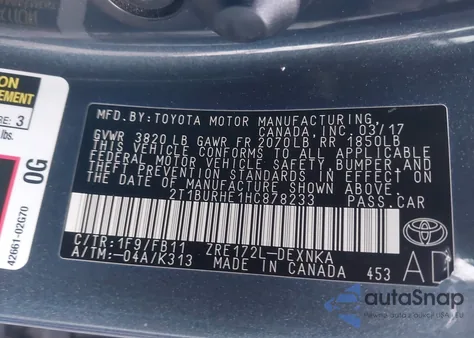 ON
EMENT
RE: 3
lbs.
OG
42661-02G70
MFD.BY:TOYOTA MOTOR MANUFACTURING,
CANADA, INC. 03/17
GVWR 3820 LB GAWR FR 2070LB RR 1850LB
THIS VEHICLE CONFORMS TO ALL APPLICABLE
FEDERAL MOTOR VEHICLE SAFETY, BUMPER, AND
THEFT PREVENTION STANDARDS IN EFFECT ON
THE DATE OF MANUFACTURE SHOWN ABOVE.
2T1BURHE1HC878233 PASS.CAR
C/TR:1F9/FB11 ZRE172L-DEXNKA
A/TM:-04A/K313 MADE IN CANADA 453
AD
TOYOTA
autoSnap